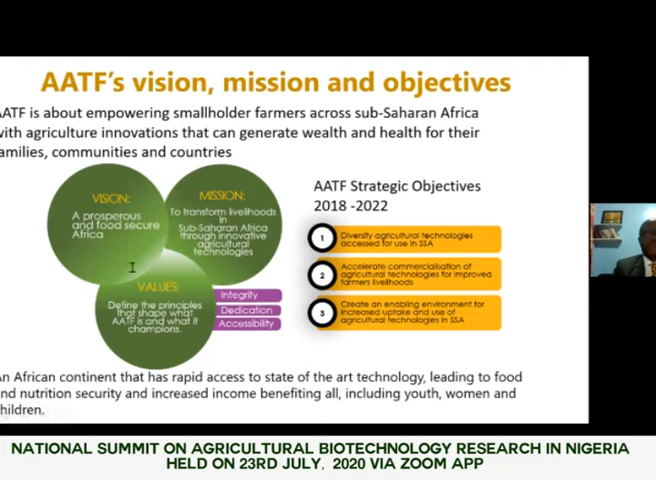 AATF's vision, mission and objectives
AATF is about empowering smallholder farmers across sub-Saharan Africa
with agriculture innovations that can generate wealth and health for their
families, communities and countries
VISION:
A prosperous
and food secure
Africa
MISSION:
To transform livelihoods
in
Sub-Saharan Africa
through innovative
agricultural
technologies
VALUES:
Define the principles
that shape what
AATF is and what it
champions.
Integrity
Dedication
Accessibility
AATF Strategic Objectives
2018 -2022
1
Diversify agricultural technologies
accessed for use in SSA
2
Accelerate commercialisation of
agricultural technologies for improved
farmers livelihoods
3
Create an enabling environment for
increased uptake and use of
agricultural technologies in SSA
An African continent that has rapid access to state of the art technology, leading to food
and nutrition security and increased income benefiting all, including youth, women and
children.
NATIONAL SUMMIT ON AGRICULTURAL BIOTECHNOLOGY RESEARCH IN NIGERIA
HELD ON 23RD JULY, 2020 VIA ZOOM APP